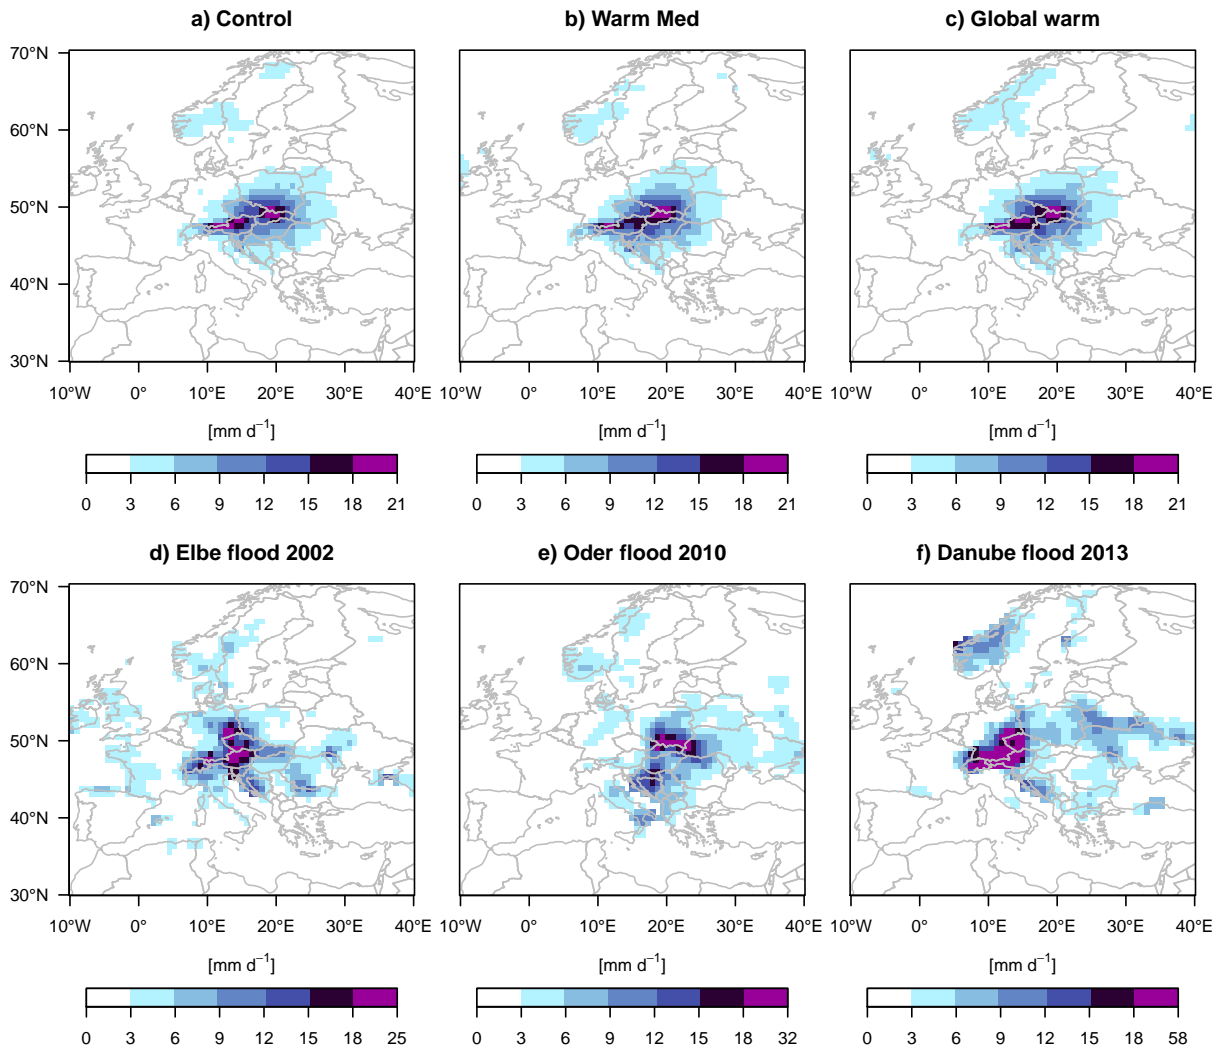 a) Control
b) Warm Med
c) Global warm
70°N
60°N
50°N
40°N
30°N
10°W 0° 10°E 20°E 30°E 40°E
10°W 0° 10°E 20°E 30°E 40°E
10°W 0° 10°E 20°E 30°E 40°E
[mm d⁻¹]
[mm d⁻¹]
[mm d⁻¹]
0 3 6 9 12 15 18 21
0 3 6 9 12 15 18 21
0 3 6 9 12 15 18 21
d) Elbe flood 2002
e) Oder flood 2010
f) Danube flood 2013
70°N
60°N
50°N
40°N
30°N
10°W 0° 10°E 20°E 30°E 40°E
10°W 0° 10°E 20°E 30°E 40°E
10°W 0° 10°E 20°E 30°E 40°E
[mm d⁻¹]
[mm d⁻¹]
[mm d⁻¹]
0 3 6 9 12 15 18 25
0 3 6 9 12 15 18 32
0 3 6 9 12 15 18 58